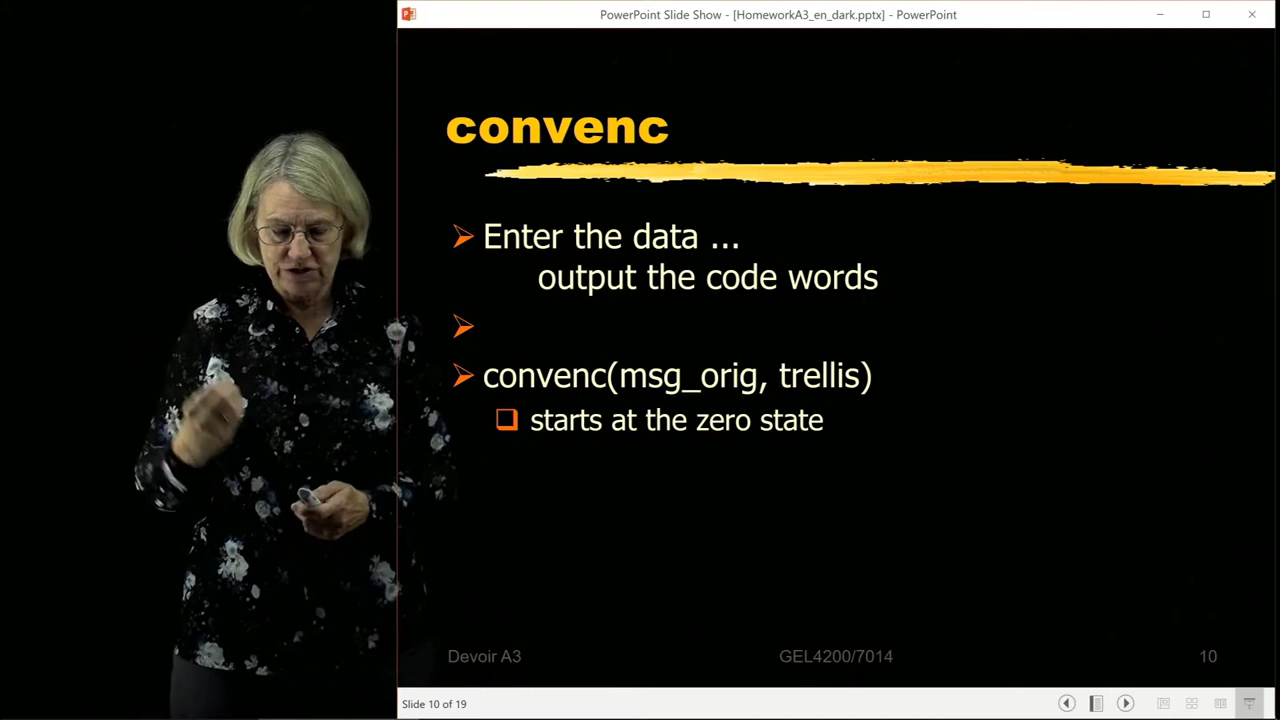 PowerPoint Slide Show - [HomeworkA3_en_dark.pptx] - PowerPoint
convenc
Enter the data ...
output the code words
convenc(msg_orig, trellis)
starts at the zero state
Devoir A3
GEL4200/7014
10
Slide 10 of 19